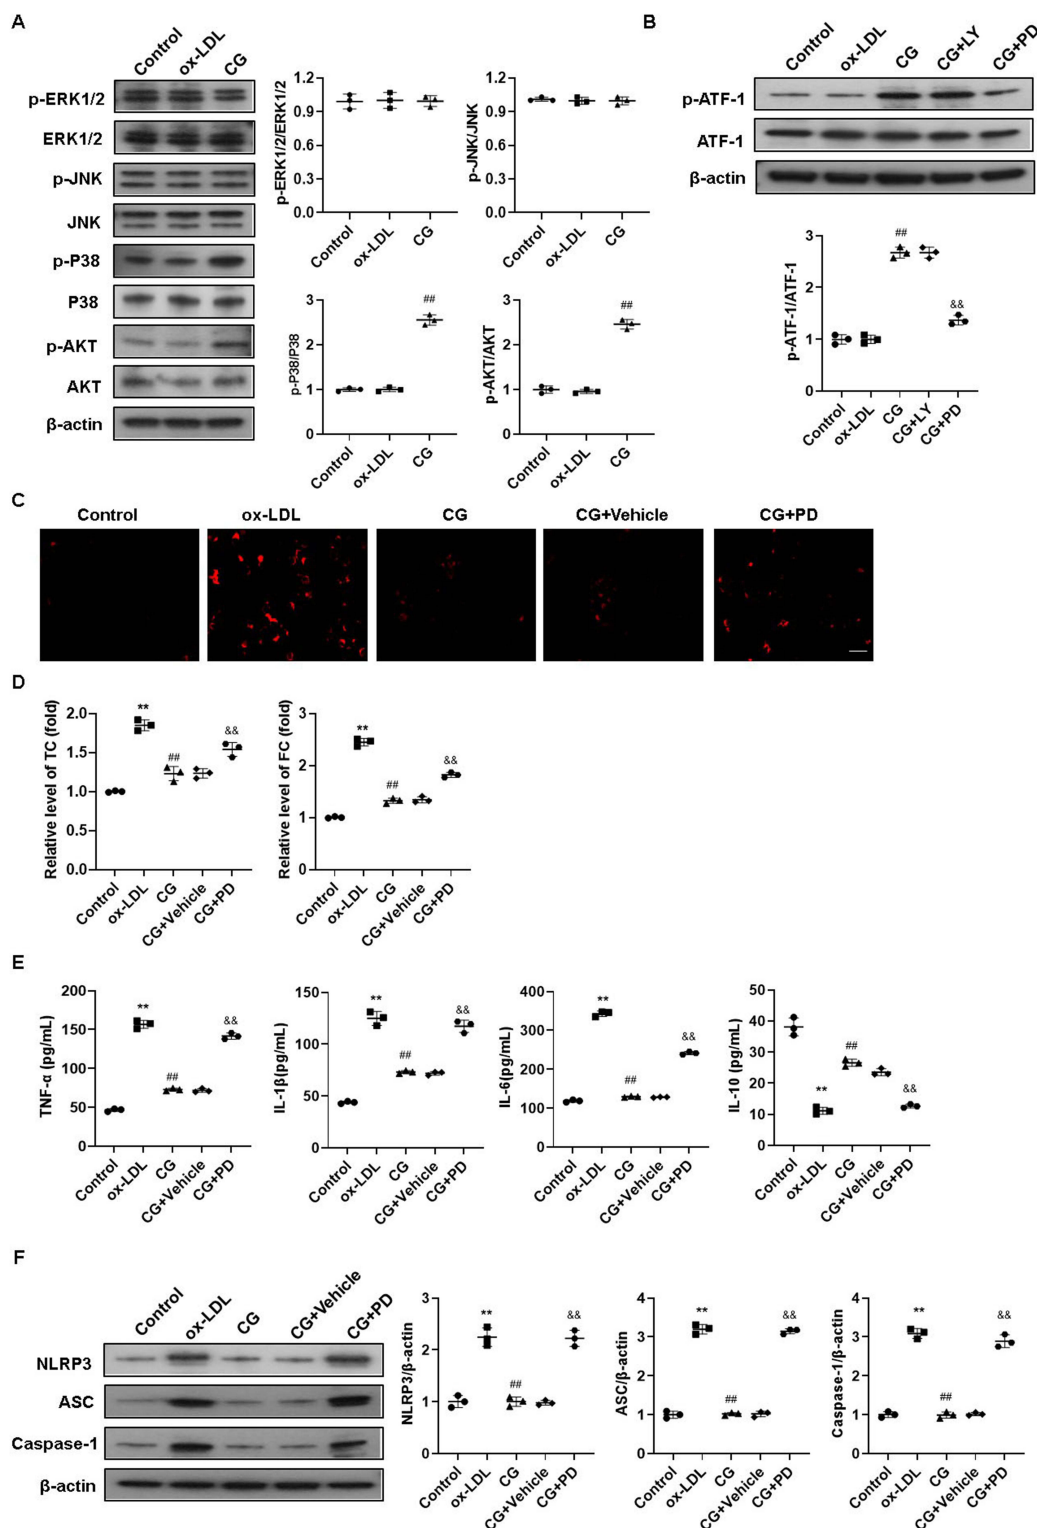 A
Control
ox-LDL
CG
p-ERK1/2
ERK1/2
p-JNK
JNK
p-P38
P38
p-AKT
AKT
β-actin
p-ERK1/2/ERK1/2
1.2
0.9
0.6
0.3
0.0
Control
ox-LDL
CG
p-JNK/JNK
1.2
0.9
0.6
0.3
0.0
Control
ox-LDL
CG
p-P38/P38
3
2
1
0
##
Control
ox-LDL
CG
p-AKT/AKT
3
2
1
0
##
Control
ox-LDL
CG
B
Control
ox-LDL
CG
CG+LY
CG+PD
p-ATF-1
ATF-1
β-actin
p-ATF-1/ATF-1
3
2
1
0
##
&&
Control
ox-LDL
CG
CG+LY
CG+PD
C
Control
ox-LDL
CG
CG+Vehicle
CG+PD
D
Relative level of TC (fold)
2.0
1.5
1.0
0.5
0.0
**
##
&&
Control
ox-LDL
CG
CG+Vehicle
CG+PD
Relative level of FC (fold)
3
2
1
0
**
##
&&
Control
ox-LDL
CG
CG+Vehicle
CG+PD
E
TNF-α (pg/mL)
200
150
100
50
0
**
##
&&
Control
ox-LDL
CG
CG+Vehicle
CG+PD
IL-1β(pg/mL)
150
100
50
0
**
##
&&
Control
ox-LDL
CG
CG+Vehicle
CG+PD
IL-6(pg/mL)
400
300
200
100
0
**
##
&&
Control
ox-LDL
CG
CG+Vehicle
CG+PD
IL-10 (pg/mL)
50
40
30
20
10
0
**
##
&&
Control
ox-LDL
CG
CG+Vehicle
CG+PD
F
Control
ox-LDL
CG
CG+Vehicle
CG+PD
NLRP3
ASC
Caspase-1
β-actin
NLRP3/β-actin
3
2
1
0
**
##
&&
Control
ox-LDL
CG
CG+Vehicle
CG+PD
ASC/β-actin
4
3
2
1
0
**
##
&&
Control
ox-LDL
CG
CG+Vehicle
CG+PD
Caspase-1/β-actin
4
3
2
1
0
**
##
&&
Control
ox-LDL
CG
CG+Vehicle
CG+PD